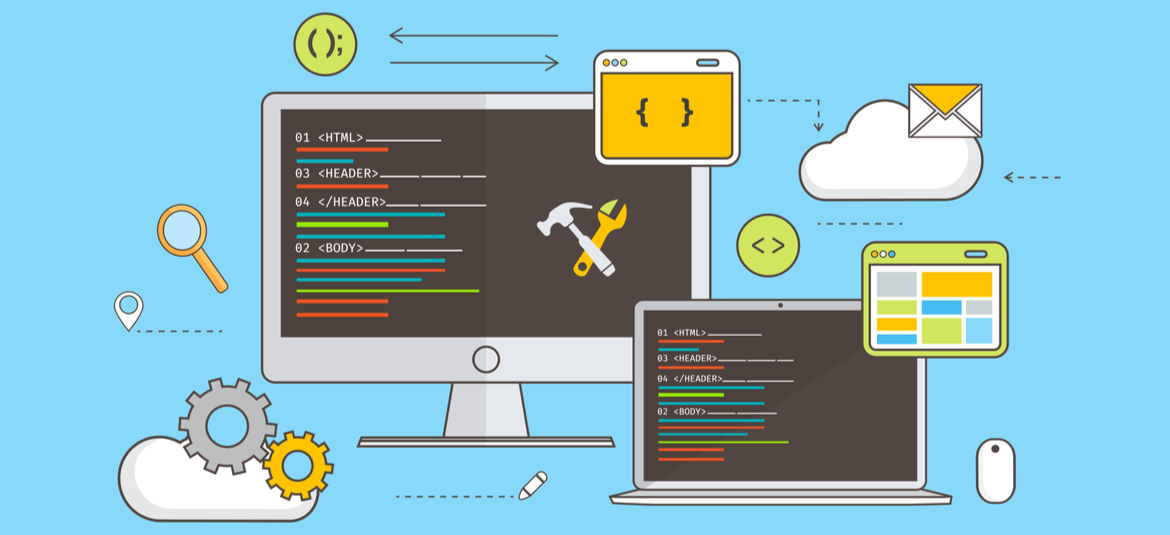 ();
{ }
01 <HTML>
03 <HEADER>
04 </HEADER>
02 <BODY>
< >
01 <HTML>
03 <HEADER>
04 </HEADER>
02 <BODY>